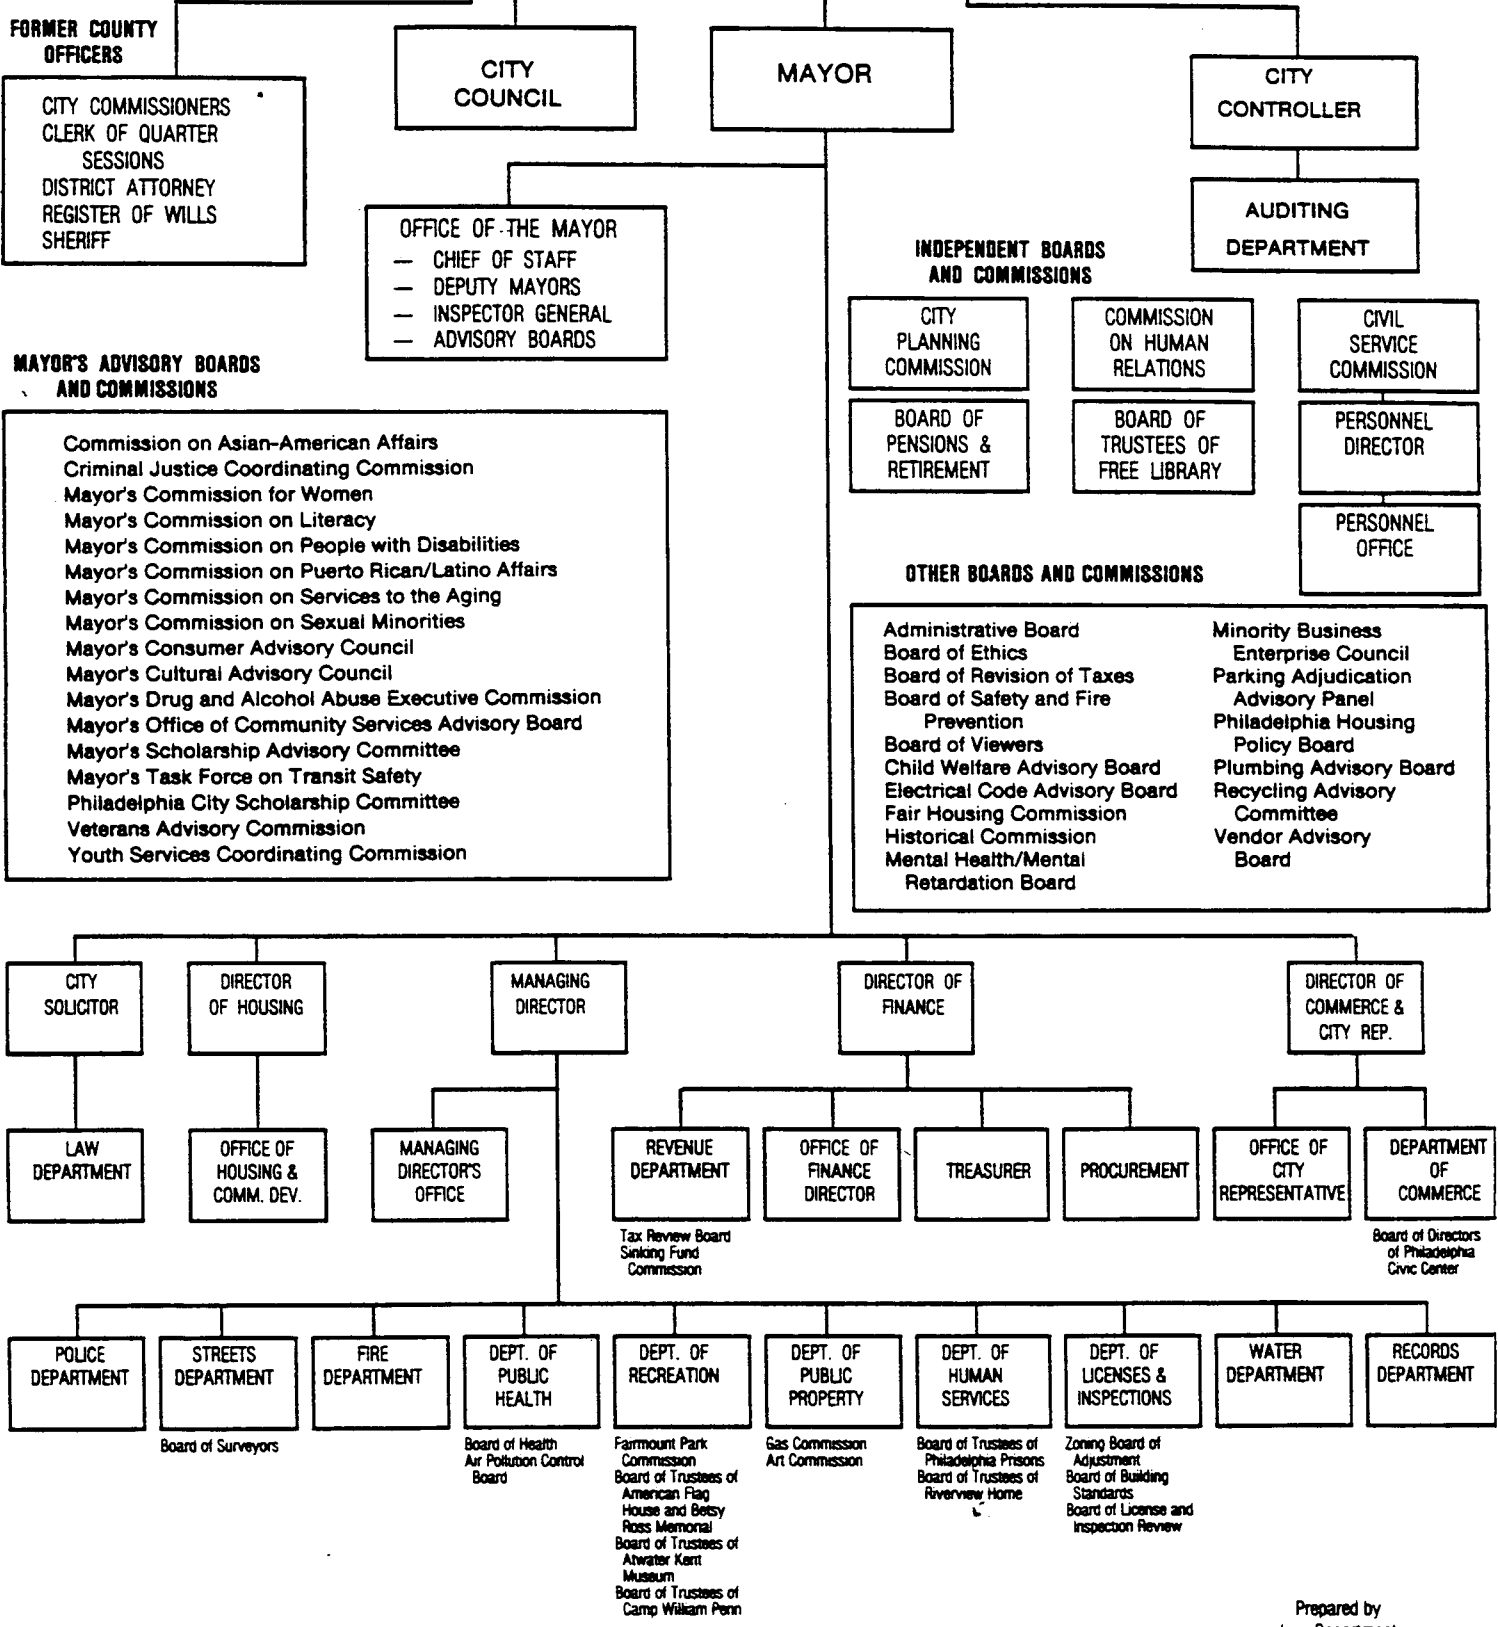 FORMER COUNTY
OFFICERS
CITY COMMISSIONERS
CLERK OF QUARTER
SESSIONS
DISTRICT ATTORNEY
REGISTER OF WILLS
SHERIFF
CITY
COUNCIL
MAYOR
CITY
CONTROLLER
AUDITING
DEPARTMENT
OFFICE OF THE MAYOR
— CHIEF OF STAFF
— DEPUTY MAYORS
— INSPECTOR GENERAL
— ADVISORY BOARDS
INDEPENDENT BOARDS
AND COMMISSIONS
CITY
PLANNING
COMMISSION
COMMISSION
ON HUMAN
RELATIONS
CIVIL
SERVICE
COMMISSION
BOARD OF
PENSIONS &
RETIREMENT
BOARD OF
TRUSTEES OF
FREE LIBRARY
PERSONNEL
DIRECTOR
PERSONNEL
OFFICE
MAYOR'S ADVISORY BOARDS
AND COMMISSIONS
Commission on Asian-American Affairs
Criminal Justice Coordinating Commission
Mayor's Commission for Women
Mayor's Commission on Literacy
Mayor's Commission on People with Disabilities
Mayor's Commission on Puerto Rican/Latino Affairs
Mayor's Commission on Services to the Aging
Mayor's Commission on Sexual Minorities
Mayor's Consumer Advisory Council
Mayor's Cultural Advisory Council
Mayor's Drug and Alcohol Abuse Executive Commission
Mayor's Office of Community Services Advisory Board
Mayor's Scholarship Advisory Committee
Mayor's Task Force on Transit Safety
Philadelphia City Scholarship Committee
Veterans Advisory Commission
Youth Services Coordinating Commission
OTHER BOARDS AND COMMISSIONS
Administrative Board
Board of Ethics
Board of Revision of Taxes
Board of Safety and Fire
Prevention
Board of Viewers
Child Welfare Advisory Board
Electrical Code Advisory Board
Fair Housing Commission
Historical Commission
Mental Health/Mental
Retardation Board
Minority Business
Enterprise Council
Parking Adjudication
Advisory Panel
Philadelphia Housing
Policy Board
Plumbing Advisory Board
Recycling Advisory
Committee
Vendor Advisory
Board
CITY
SOLICITOR
DIRECTOR
OF HOUSING
MANAGING
DIRECTOR
DIRECTOR OF
FINANCE
DIRECTOR OF
COMMERCE &
CITY REP.
LAW
DEPARTMENT
OFFICE OF
HOUSING &
COMM. DEV.
MANAGING
DIRECTOR'S
OFFICE
REVENUE
DEPARTMENT
Tax Review Board
Sinking Fund
Commission
OFFICE OF
FINANCE
DIRECTOR
TREASURER
PROCUREMENT
OFFICE OF
CITY
REPRESENTATIVE
DEPARTMENT
OF
COMMERCE
Board of Directors
of Philadelphia
Civic Center
POLICE
DEPARTMENT
STREETS
DEPARTMENT
Board of Surveyors
FIRE
DEPARTMENT
DEPT. OF
PUBLIC
HEALTH
Board of Health
Air Pollution Control
Board
DEPT. OF
RECREATION
Fairmount Park
Commission
Board of Trustees of
American Flag
House and Betsy
Ross Memorial
Board of Trustees of
Atwater Kent
Museum
Board of Trustees of
Camp William Penn
DEPT. OF
PUBLIC
PROPERTY
Gas Commission
Art Commission
DEPT. OF
HUMAN
SERVICES
Board of Trustees of
Philadelphia Prisons
Board of Trustees of
Riverview Home
DEPT. OF
LICENSES &
INSPECTIONS
Zoning Board of
Adjustment
Board of Building
Standards
Board of License and
Inspection Review
WATER
DEPARTMENT
RECORDS
DEPARTMENT
Prepared by